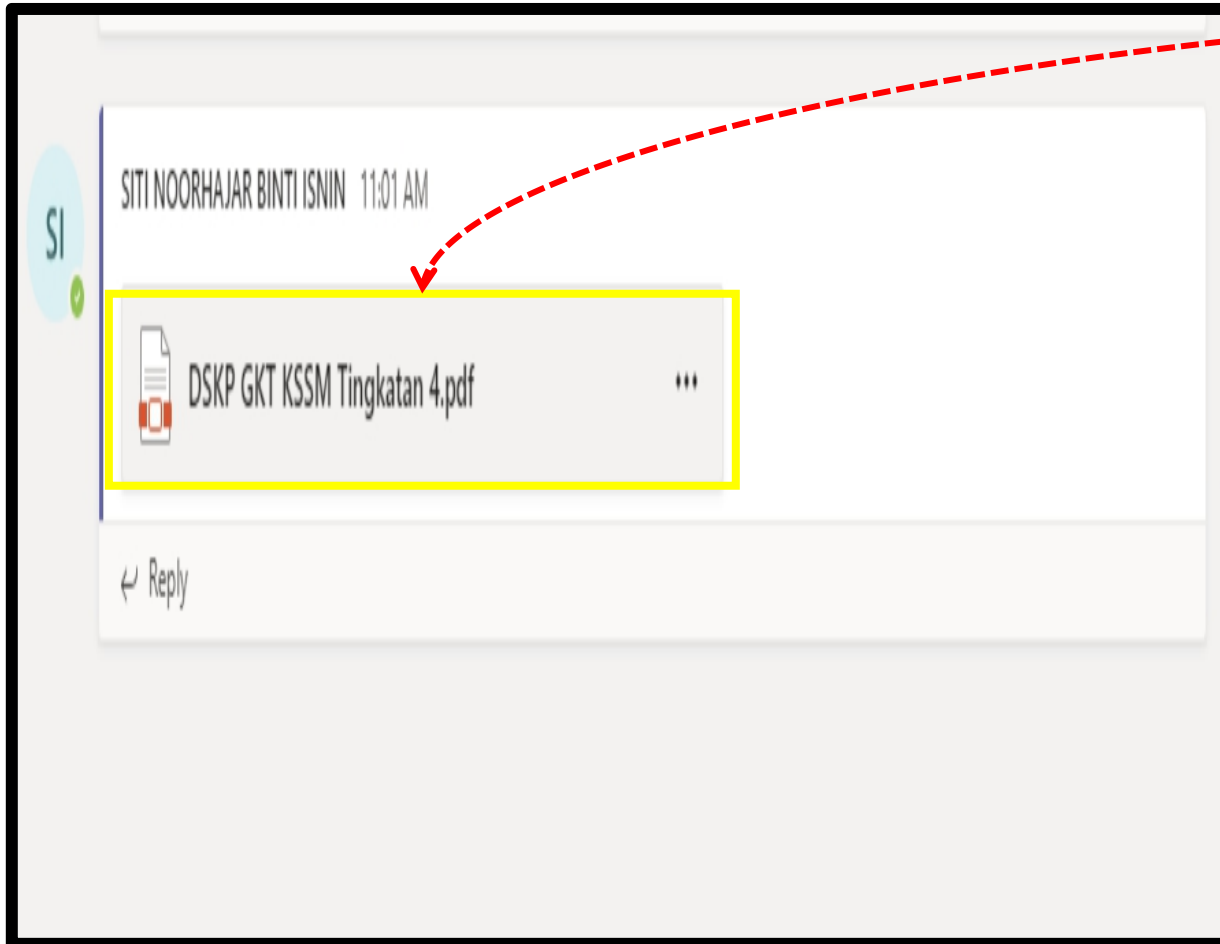 SITI NOORHAJAR BINTI ISNIN 11:01 AM
SI
DSKP GKT KSSM Tingkatan 4.pdf
Reply